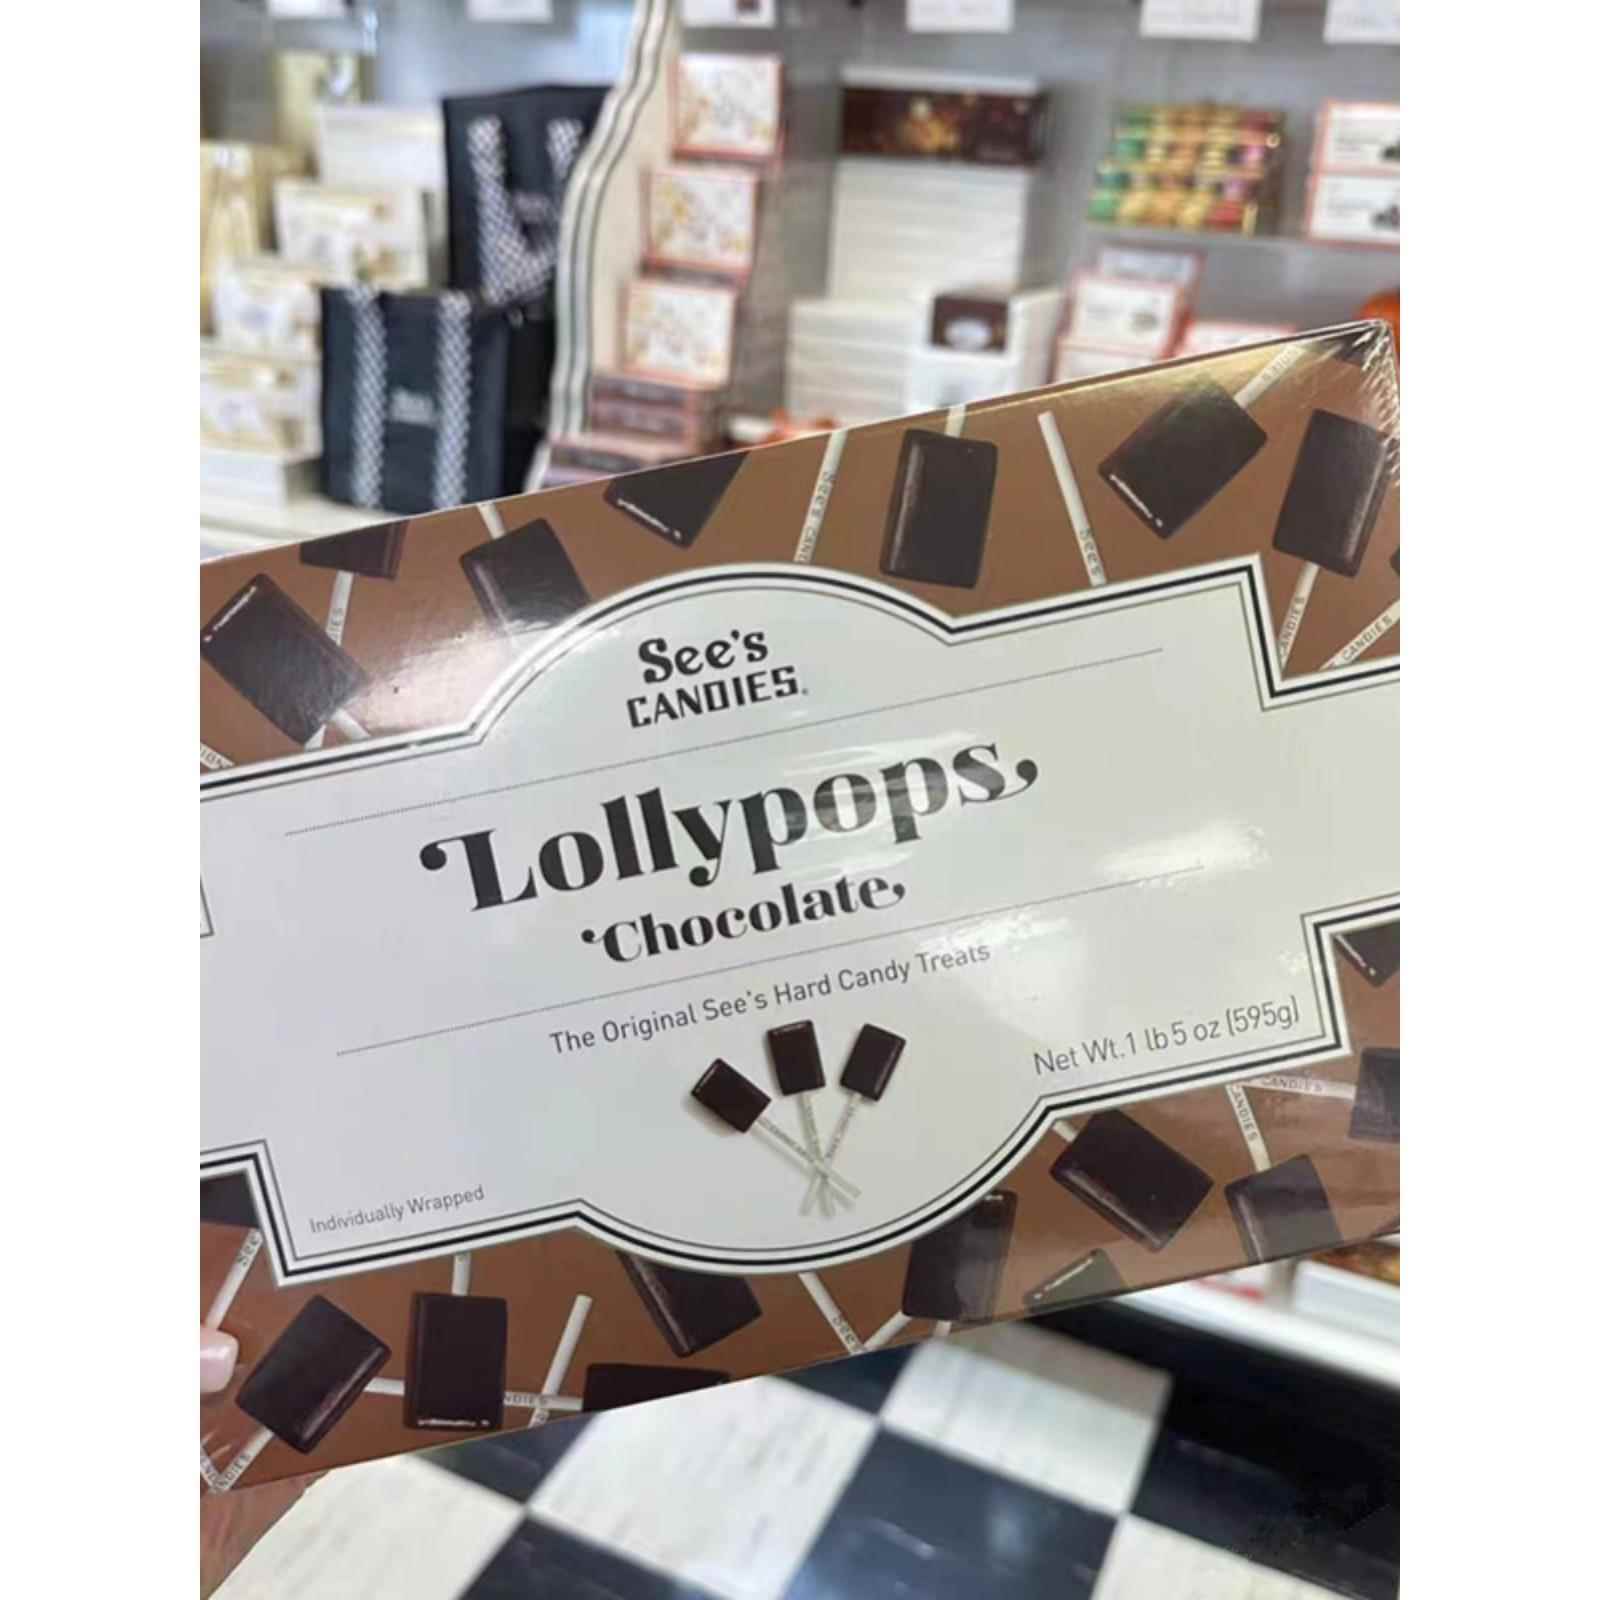 See's
CANDIES®
Lollypops
Chocolate
The Original See's Hard Candy Treats
Net Wt. 1 lb 5 oz (595g)
Individually Wrapped